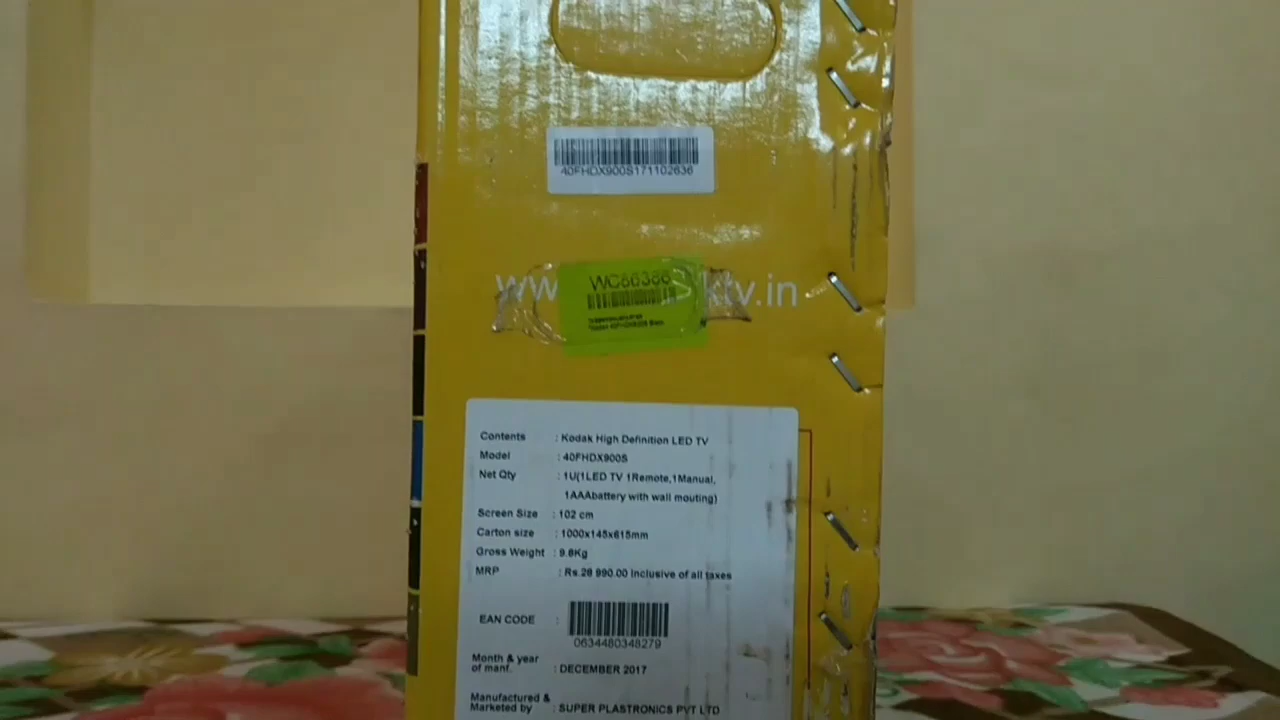 40FHDX900S171102636
WC66386
ktv.in
Contents : Kodak High Definition LED TV
Model : 40FHDX900S
Net Qty : 1U(1LED TV 1Remote,1Manual,
1AAAbattery with wall mouting)
Screen Size : 102 cm
Carton size : 1000x145x615mm
Gross Weight : 9.8Kg
MRP : Rs.28 990.00 Inclusive of all taxes
EAN CODE :
0634480348279
Month & year
of manf. : DECEMBER 2017
Manufactured &
Marketed by : SUPER PLASTRONICS PVT LTD